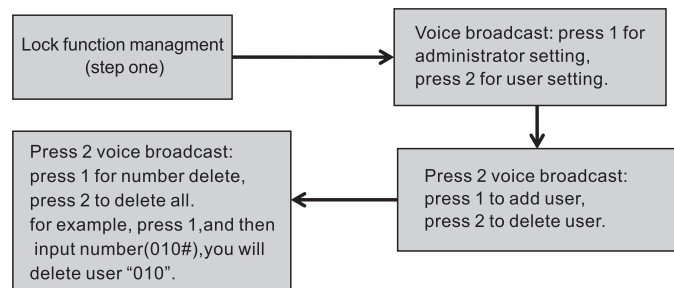 Lock function managment
(step one)
Voice broadcast: press 1 for
administrator setting,
press 2 for user setting.
Press 2 voice broadcast:
press 1 to add user,
press 2 to delete user.
Press 2 voice broadcast:
press 1 for number delete,
press 2 to delete all.
for example, press 1,and then
input number(010#),you will
delete user “010”.